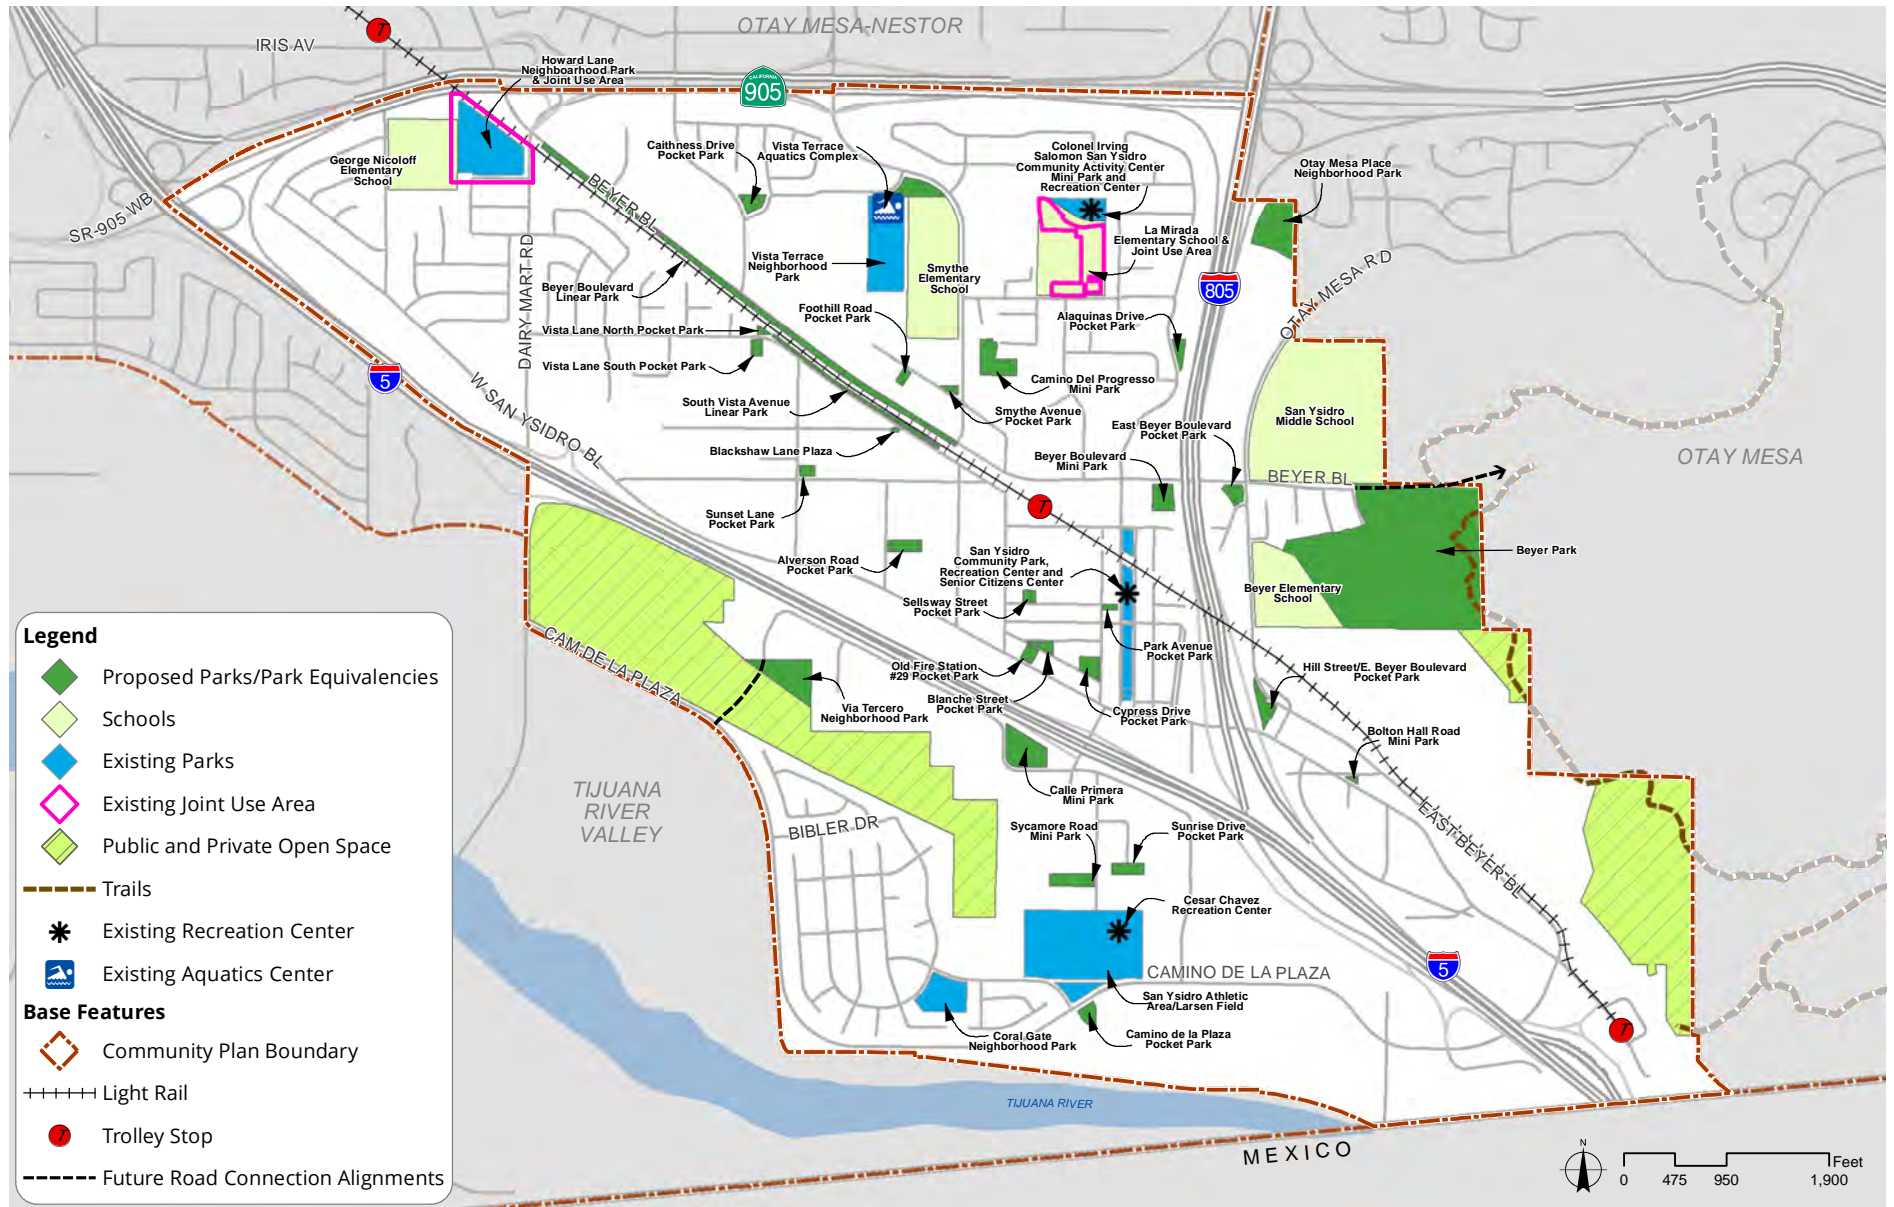 OTAY MESA-NESTOR
IRIS AV
Howard Lane
Neighboarhood Park
& Joint Use Area
CALIFORNIA
905
George Nicoloff
Elementary
School
SR-905 WB
BEYER BL
DAIRY MART RD
Caithness Drive
Pocket Park
Vista Terrace
Aquatics Complex
Colonel Irving
Salomon San Ysidro
Community Activity Center
Mini Park and
Recreation Center
Otay Mesa Place
Neighborhood Park
La Mirada
Elementary School &
Joint Use Area
Vista Terrace
Neighborhood
Park
Smythe
Elementary
School
805
OTAY MESA RD
Beyer Boulevard
Linear Park
Foothill Road
Pocket Park
Alaquinas Drive
Pocket Park
Vista Lane North Pocket Park
Vista Lane South Pocket Park
5
W SAN YSIDRO BL
Camino Del Progresso
Mini Park
South Vista Avenue
Linear Park
Smythe Avenue
Pocket Park
San Ysidro
Middle School
East Beyer Boulevard
Pocket Park
Blackshaw Lane Plaza
Beyer Boulevard
Mini Park
OTAY MESA
BEYER BL
Sunset Lane
Pocket Park
T
T
Alverson Road
Pocket Park
San Ysidro
Community Park,
Recreation Center and
Senior Citizens Center
Beyer Park
Beyer Elementary
School
Sellsway Street
Pocket Park
Park Avenue
Pocket Park
CAM DE LA PLAZA
Old Fire Station
#29 Pocket Park
Hill Street/E. Beyer Boulevard
Pocket Park
Blanche Street
Pocket Park
Cypress Drive
Pocket Park
Via Tercero
Neighborhood Park
Bolton Hall Road
Mini Park
TIJUANA
RIVER
VALLEY
Calle Primera
Mini Park
BIBLER DR
Sycamore Road
Mini Park
Sunrise Drive
Pocket Park
EAST BEYER BL
Cesar Chavez
Recreation Center
5
CAMINO DE LA PLAZA
San Ysidro Athletic
Area/Larsen Field
Coral Gate
Neighborhood Park
Camino de la Plaza
Pocket Park
T
TIJUANA RIVER
MEXICO
Legend
Proposed Parks/Park Equivalencies
Schools
Existing Parks
Existing Joint Use Area
Public and Private Open Space
Trails
Existing Recreation Center
Existing Aquatics Center
Base Features
Community Plan Boundary
Light Rail
T
Trolley Stop
Future Road Connection Alignments
N
Feet
0 475 950 1,900